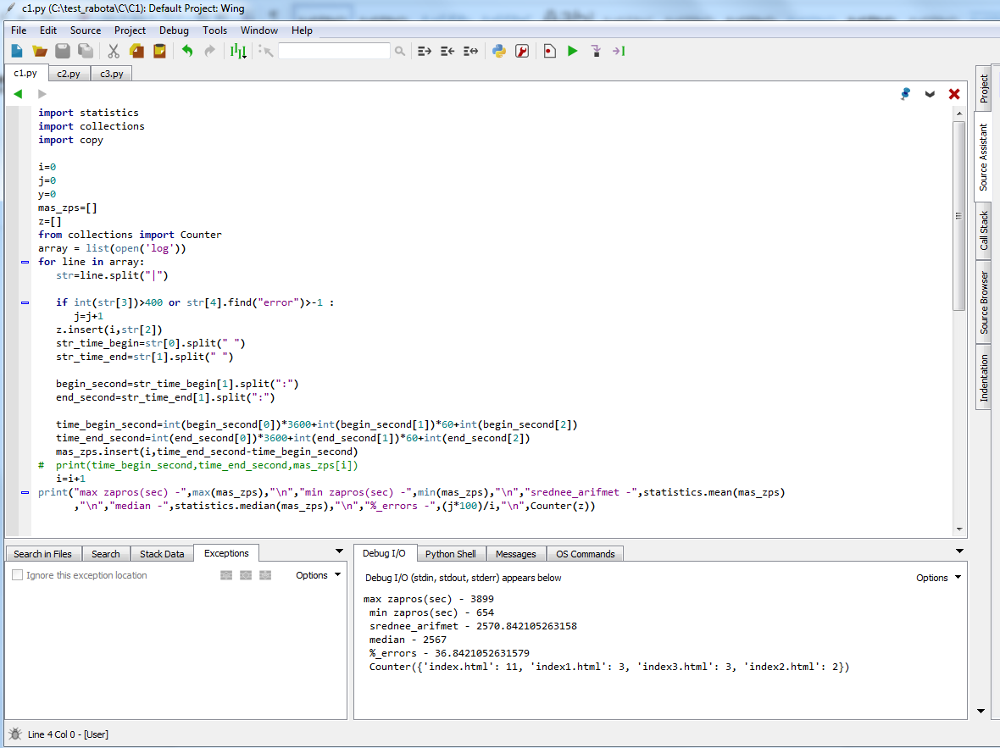 c1.py (C:\test_rabota\C\C1): Default Project: Wing
File Edit Source Project Debug Tools Window Help
c1.py c2.py c3.py
import statistics
import collections
import copy
i=0
j=0
y=0
mas_zps=[]
z=[]
from collections import Counter
array = list(open('log'))
for line in array:
   str=line.split("|")
   if int(str[3])>400 or str[4].find("error")>-1 :
      j=j+1
   z.insert(i,str[2])
   str_time_begin=str[0].split(" ")
   str_time_end=str[1].split(" ")
   begin_second=str_time_begin[1].split(":")
   end_second=str_time_end[1].split(":")
   time_begin_second=int(begin_second[0])*3600+int(begin_second[1])*60+int(begin_second[2])
   time_end_second=int(end_second[0])*3600+int(end_second[1])*60+int(end_second[2])
   mas_zps.insert(i,time_end_second-time_begin_second)
#  print(time_begin_second,time_end_second,mas_zps[i])
   i=i+1
print("max zapros(sec) -",max(mas_zps),"\n","min zapros(sec) -",min(mas_zps),"\n","srednee_arifmet -",statistics.mean(mas_zps)
      ,"\n","median -",statistics.median(mas_zps),"\n","%_errors -",(j*100)/i,"\n",Counter(z))
Project
Source Assistant
Call Stack
Source Browser
Indentation
Search in Files Search Stack Data Exceptions
Ignore this exception location Options
Debug I/O Python Shell Messages OS Commands
Debug I/O (stdin, stdout, stderr) appears below Options
max zapros(sec) - 3899
 min zapros(sec) - 654
 srednee_arifmet - 2570.842105263158
 median - 2567
 %_errors - 36.8421052631579
 Counter({'index.html': 11, 'index1.html': 3, 'index3.html': 3, 'index2.html': 2})
Line 4 Col 0 - [User]